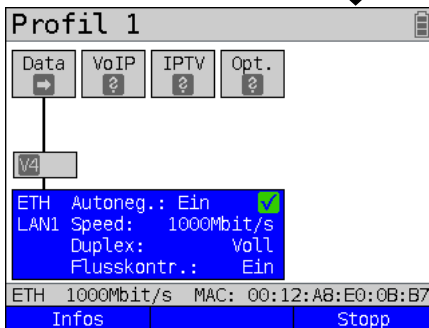 Profil 1
Data VoIP IPTV Opt.
V4
ETH Autoneg.: Ein
LAN1 Speed: 1000Mbit/s
Duplex: Voll
Flusskontr.: Ein
ETH 1000Mbit/s MAC: 00:12:A8:E0:0B:B7
Infos Stopp